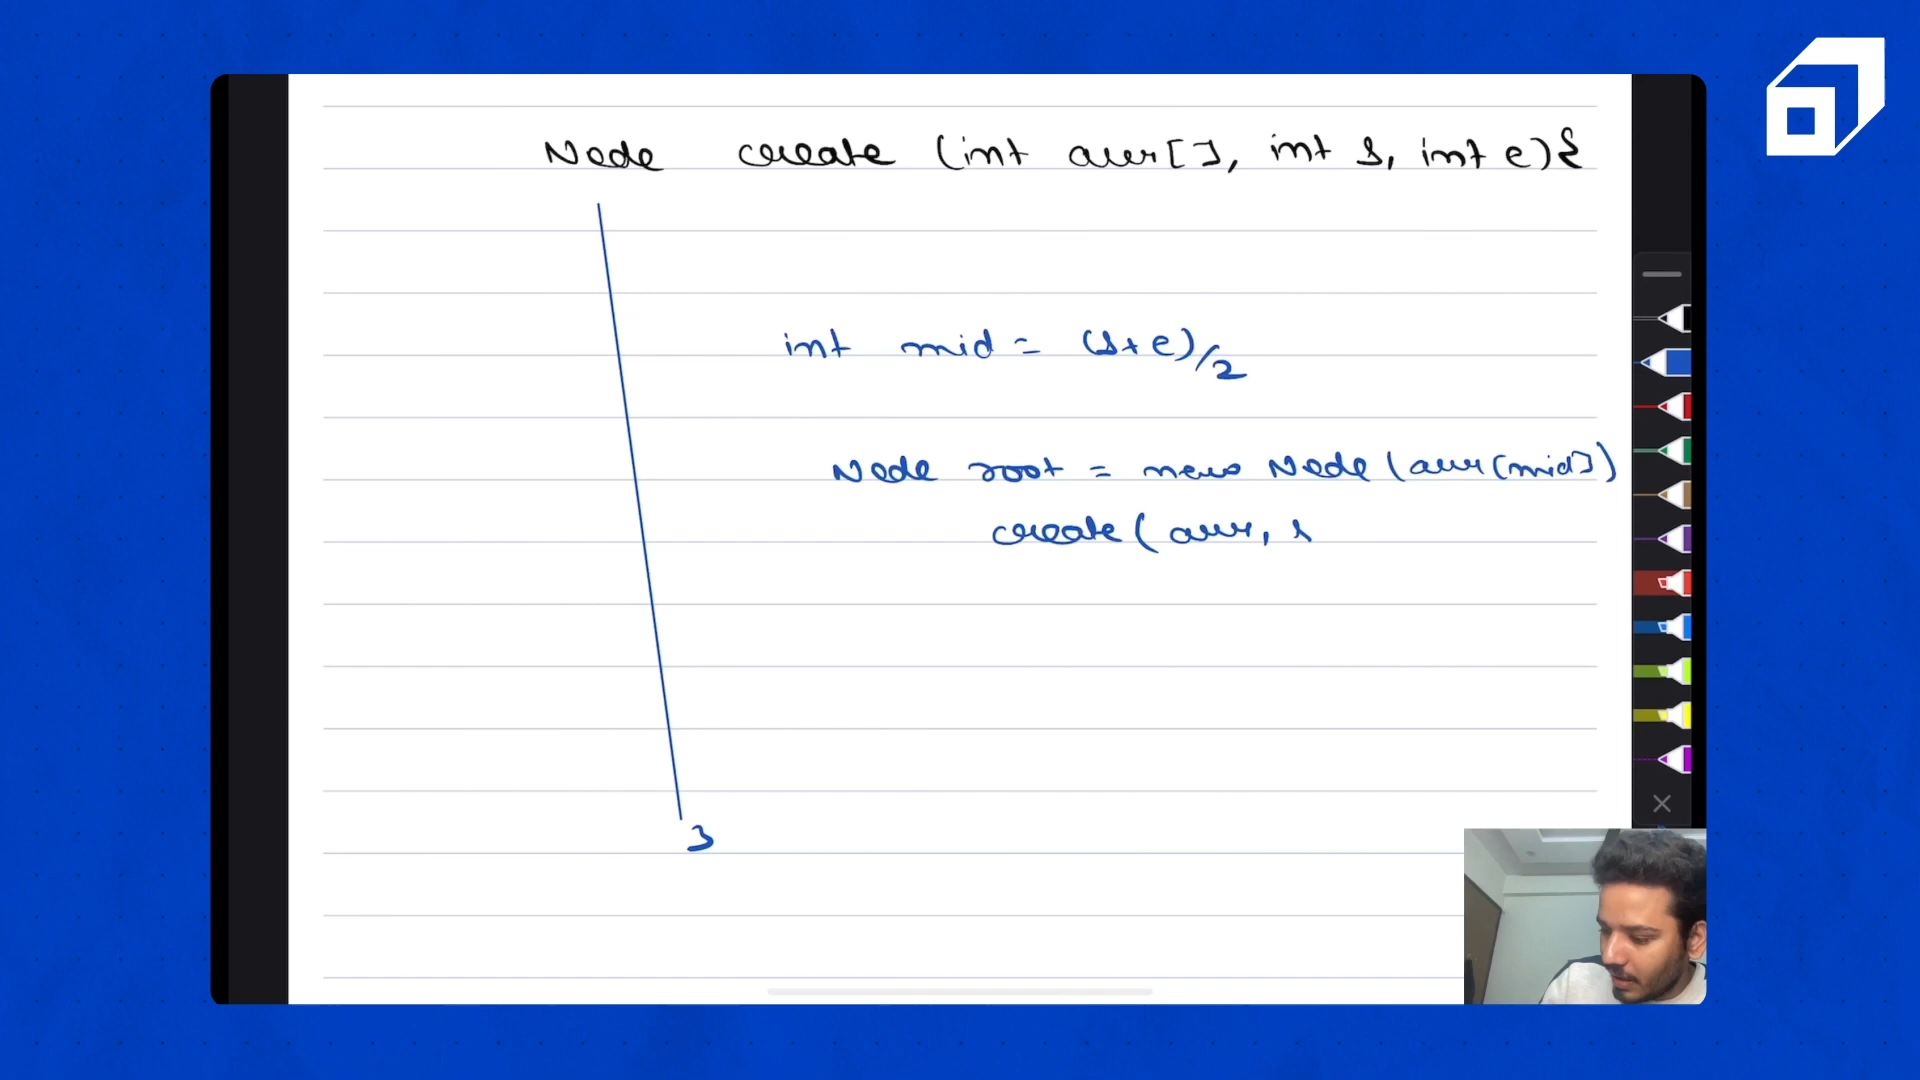 Node create (int arr[], int s, int e){
int mid = (s+e)/2
Node root = new Node (arr[mid])
create( arr, s
}